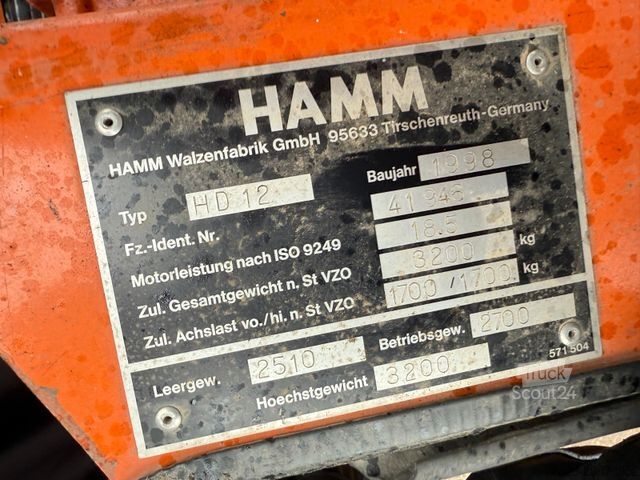 HAMM
HAMM Walzenfabrik GmbH 95633 Tirschenreuth-Germany
Typ HD 12 Baujahr 1998
Fz.-Ident. Nr. 41 946
Motorleistung nach ISO 9249 18.5
Zul. Gesamtgewicht n. St VZO 3200 kg
Zul. Achslast vo./hi. n. St VZO 1700 / 1700 kg
Leergew. 2510 Betriebsgew. 2700
Hoechstgewicht 3200
571 504
Truck
Scout24